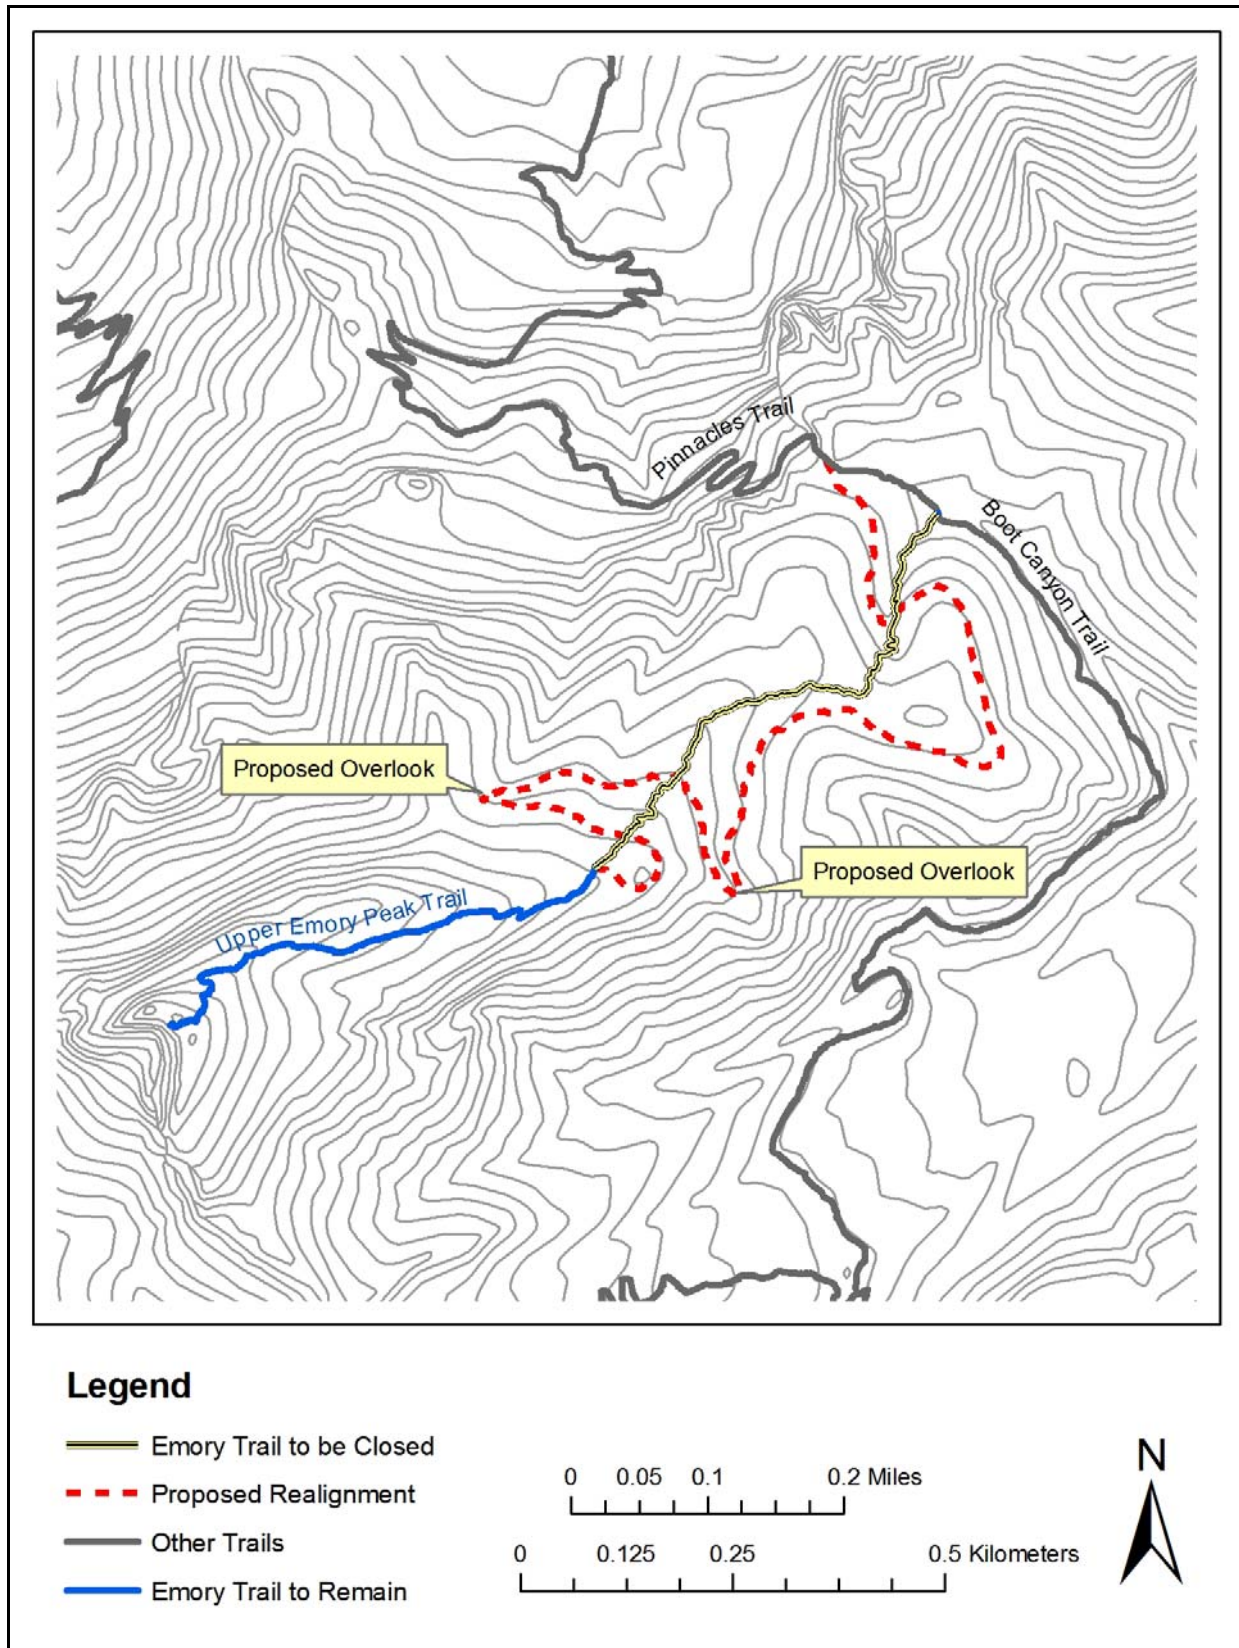 Pinnacles Trail
Boot Canyon Trail
Proposed Overlook
Proposed Overlook
Upper Emory Peak Trail
Legend
Emory Trail to be Closed
Proposed Realignment
Other Trails
Emory Trail to Remain
0 0.05 0.1 0.2 Miles
0 0.125 0.25 0.5 Kilometers
N